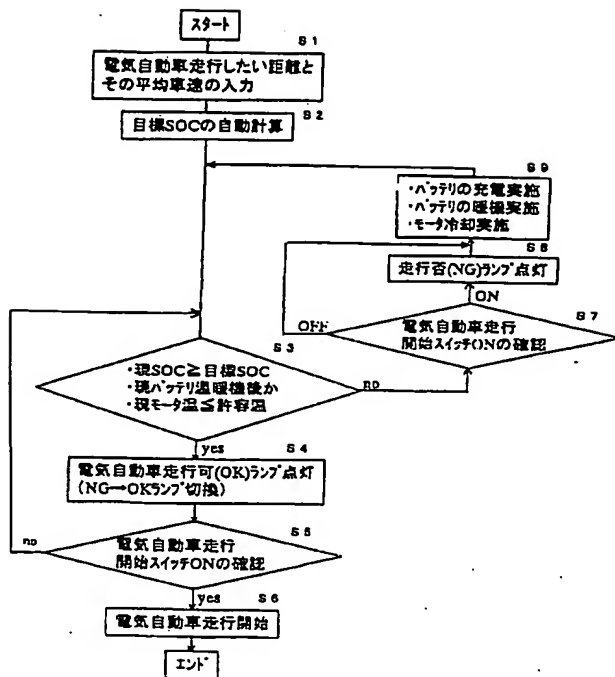 スタート
S1
電気自動車走行したい距離と
その平均車速の入力
S2
目標SOCの自動計算
S9
・バッテリの充電実施
・バッテリの暖機実施
・モータ冷却実施
S8
走行否(NG)ランプ点灯
ON
OFF
S7
電気自動車走行
開始スイッチONの確認
S3
・現SOC≧目標SOC
・現バッテリ温暖機後か
・現モータ温≦許容温
no
yes
S4
電気自動車走行可(OK)ランプ点灯
(NG→OKランプ切換)
S5
no
電気自動車走行
開始スイッチONの確認
yes
S6
電気自動車走行開始
エンド